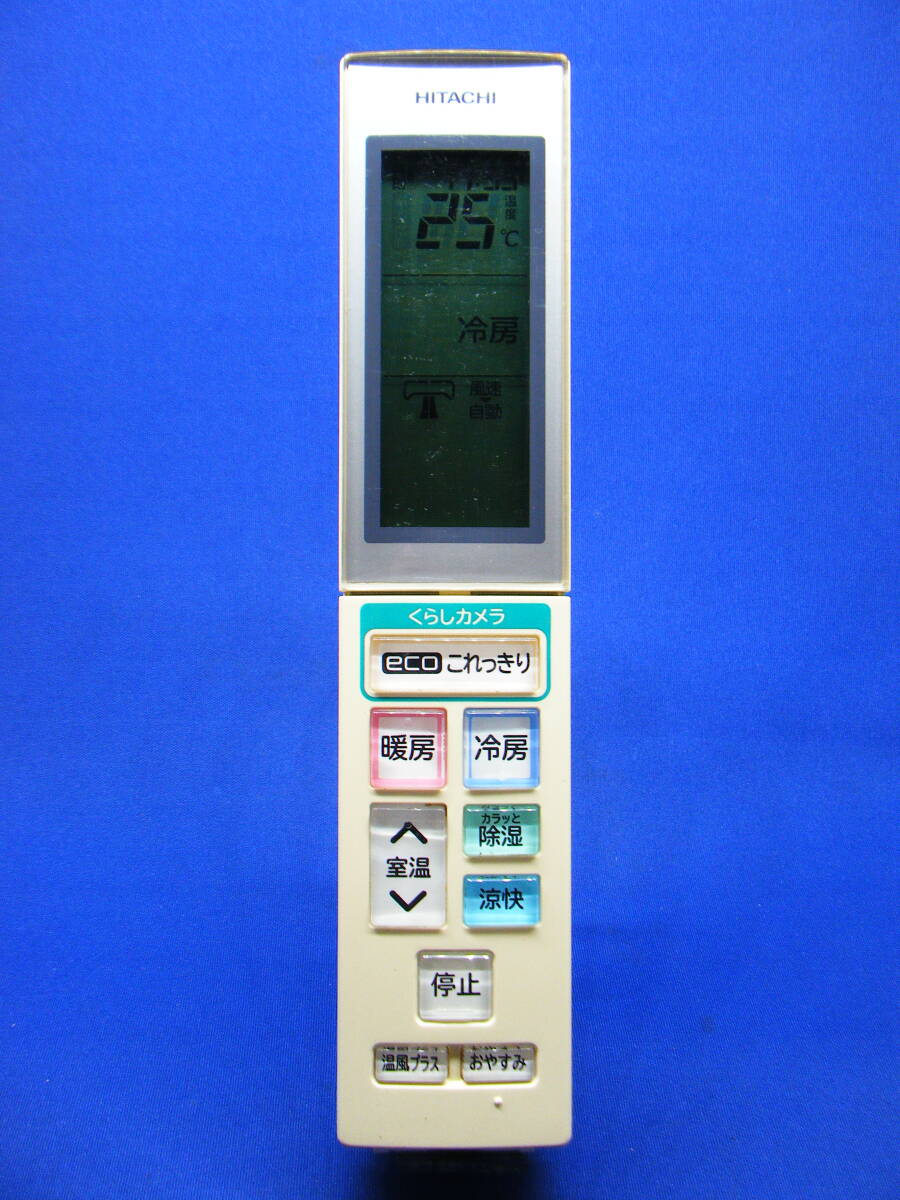 HITACHI
25
温度
℃
冷房
風速
自動
くらしカメラ
eco これっきり
暖房
冷房
室温
カラッと
除湿
涼快
停止
温風プラス
おやすみ